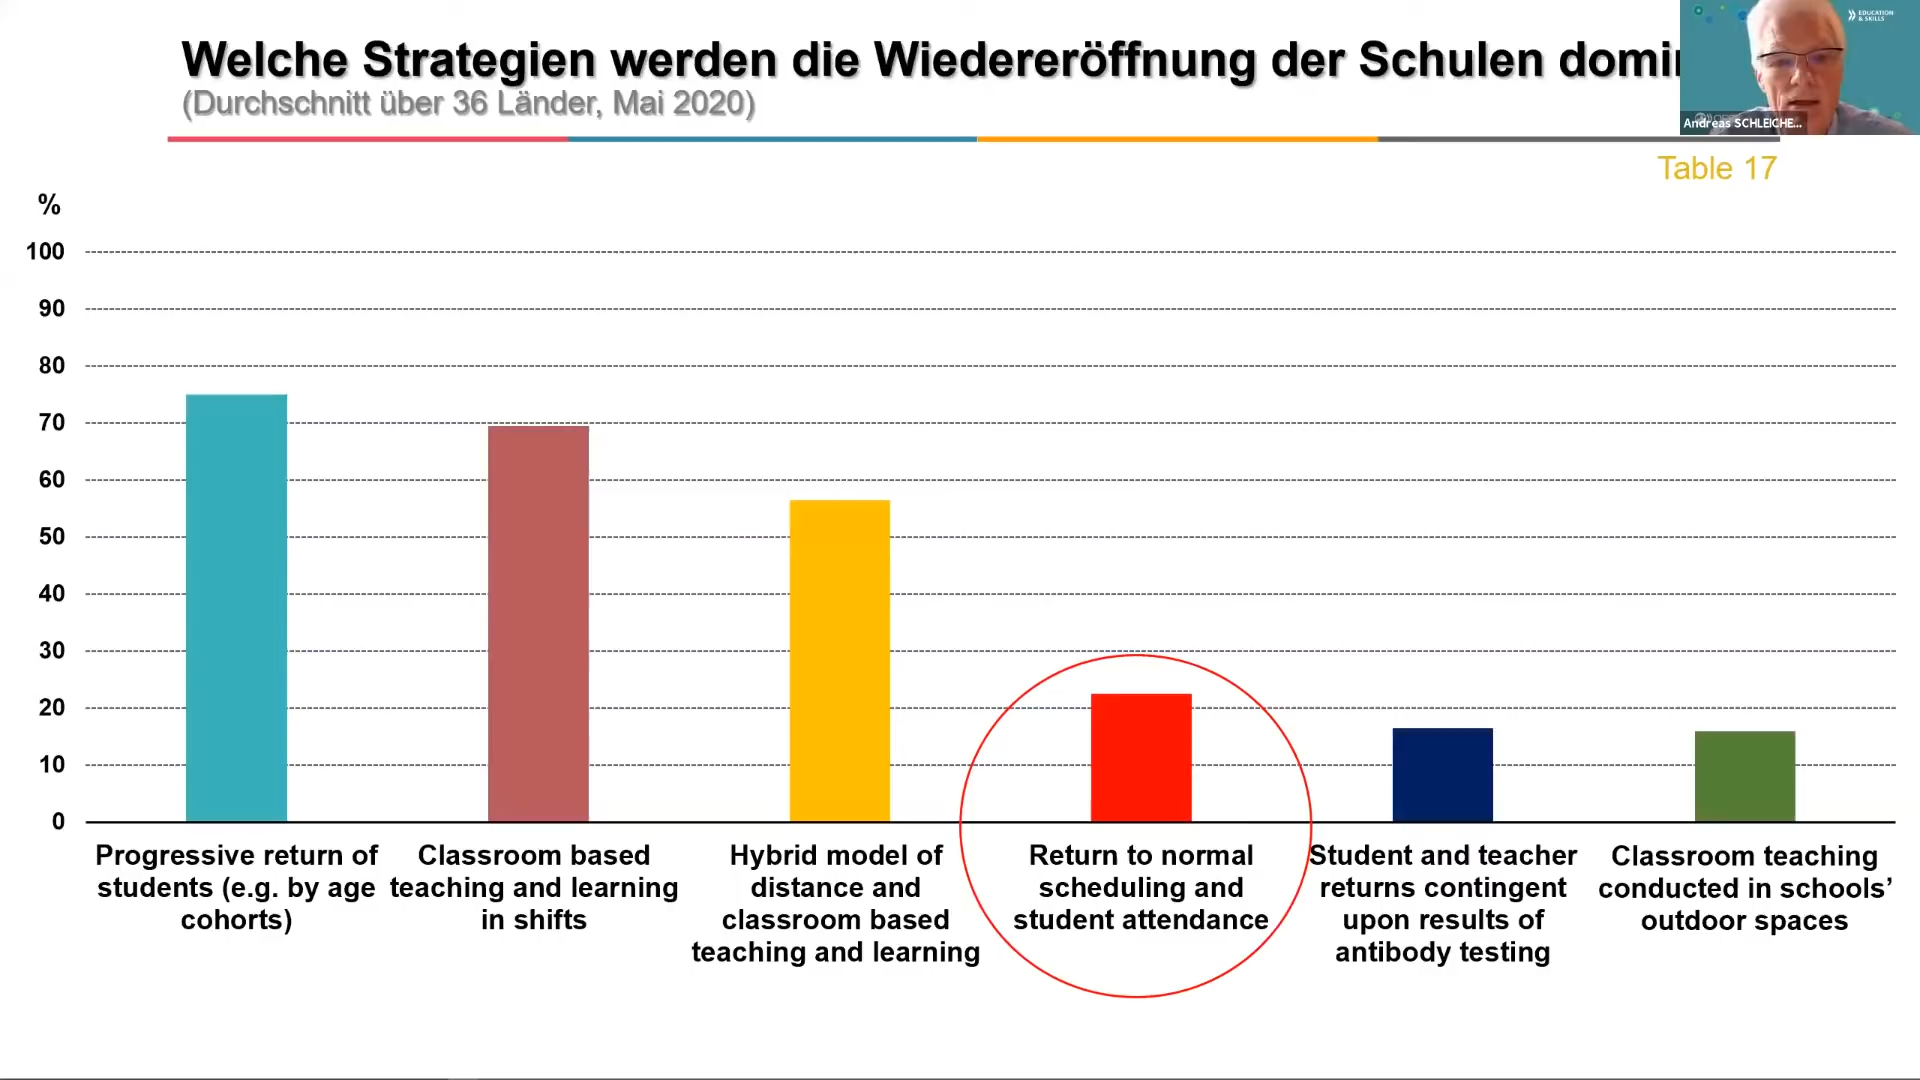 Welche Strategien werden die Wiedereröffnung der Schulen domi
(Durchschnitt über 36 Länder, Mai 2020)
EDUCATION
& SKILLS
Andreas SCHLEICHE...
Table 17
%
100
90
80
70
60
50
40
30
20
10
0
Progressive return of
students (e.g. by age
cohorts)
Classroom based
teaching and learning
in shifts
Hybrid model of
distance and
classroom based
teaching and learning
Return to normal
scheduling and
student attendance
Student and teacher
returns contingent
upon results of
antibody testing
Classroom teaching
conducted in schools’
outdoor spaces